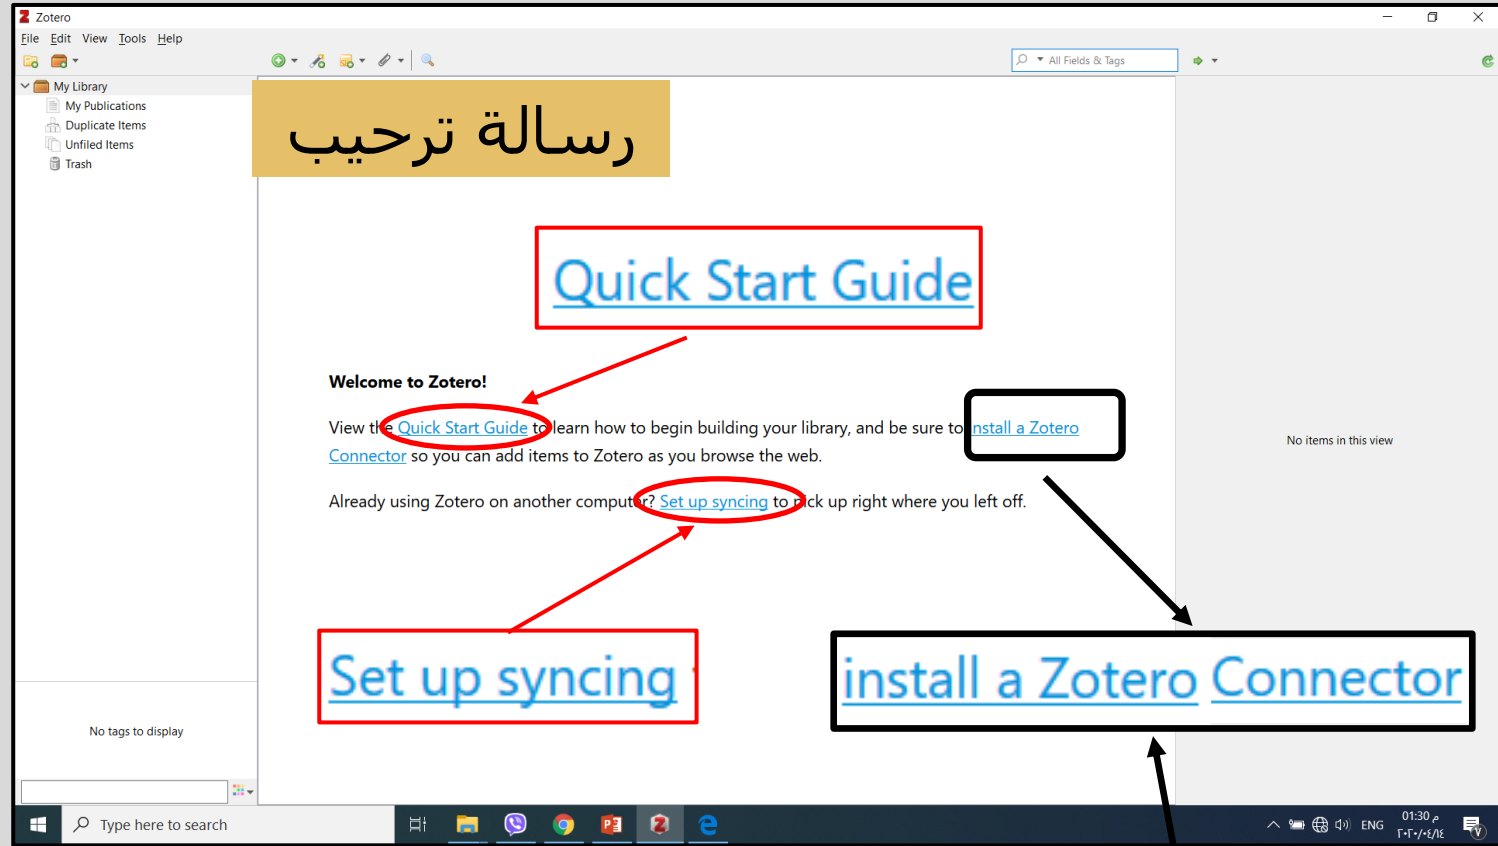 Zotero
File Edit View Tools Help
All Fields & Tags
My Library
My Publications
Duplicate Items
Unfiled Items
Trash
رسالة ترحيب
Quick Start Guide
Welcome to Zotero!
View the Quick Start Guide to learn how to begin building your library, and be sure to install a Zotero
Connector so you can add items to Zotero as you browse the web.
Already using Zotero on another computer? Set up syncing to pick up right where you left off.
No items in this view
Set up syncing
install a Zotero Connector
No tags to display
Type here to search
ENG
01:30 م
٢٠٢٠/٠٤/١٤